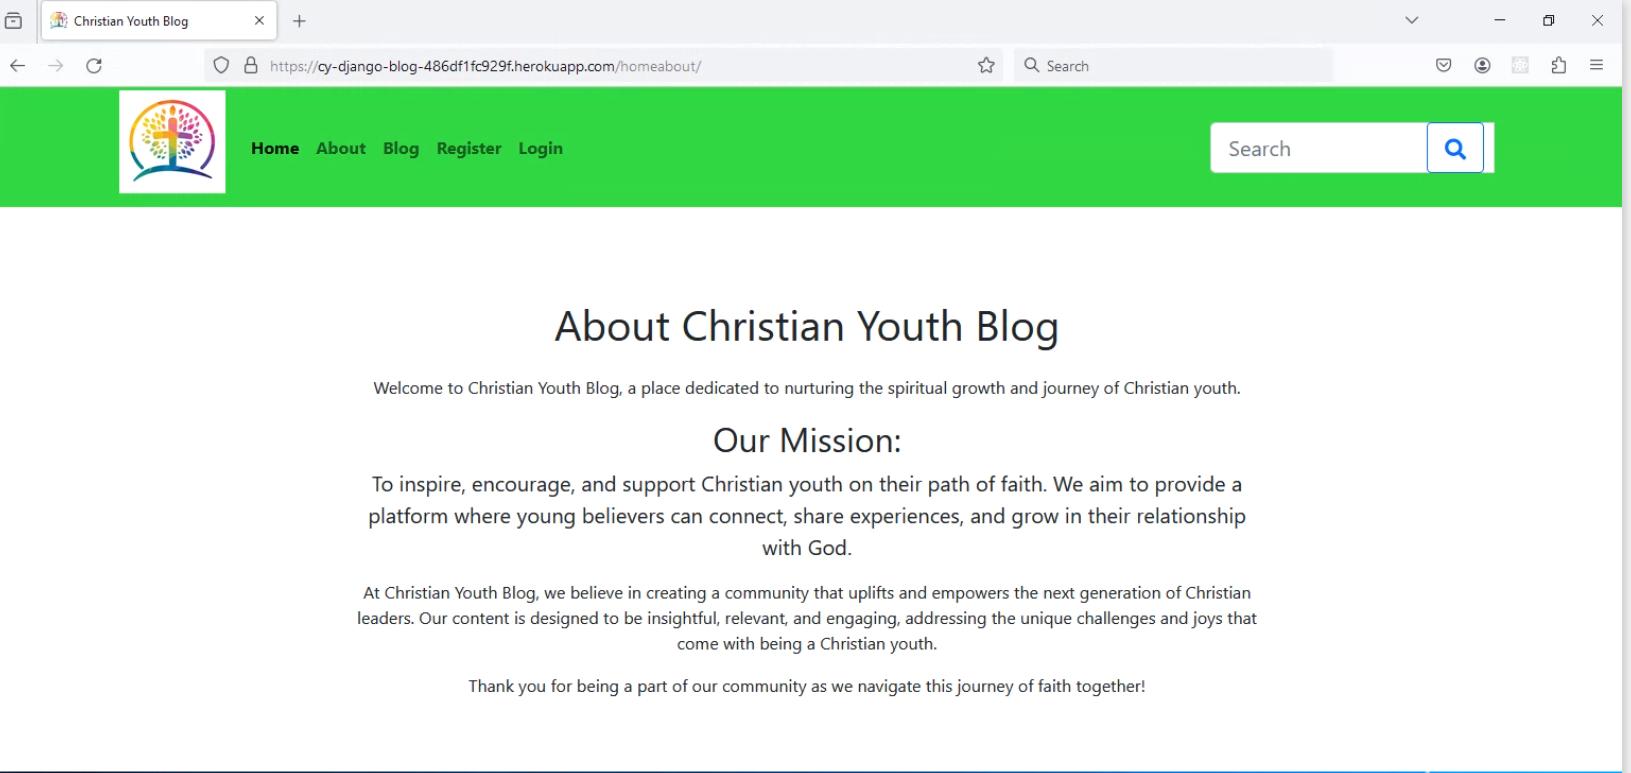 Christian Youth Blog
https://cy-django-blog-486df1fc929f.herokuapp.com/homeabout/
Search
Home About Blog Register Login
Search
About Christian Youth Blog
Welcome to Christian Youth Blog, a place dedicated to nurturing the spiritual growth and journey of Christian youth.
Our Mission:
To inspire, encourage, and support Christian youth on their path of faith. We aim to provide a
platform where young believers can connect, share experiences, and grow in their relationship
with God.
At Christian Youth Blog, we believe in creating a community that uplifts and empowers the next generation of Christian
leaders. Our content is designed to be insightful, relevant, and engaging, addressing the unique challenges and joys that
come with being a Christian youth.
Thank you for being a part of our community as we navigate this journey of faith together!